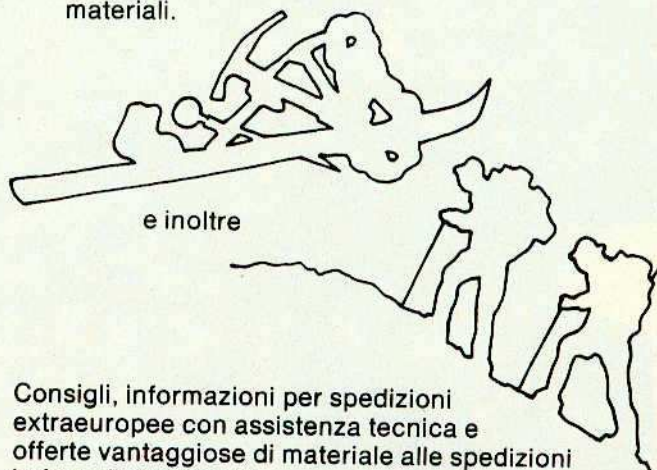 materiali.
e inoltre
Consigli, informazioni per spedizioni
extraeuropee con assistenza tecnica e
offerte vantaggiose di materiale alle spedizioni